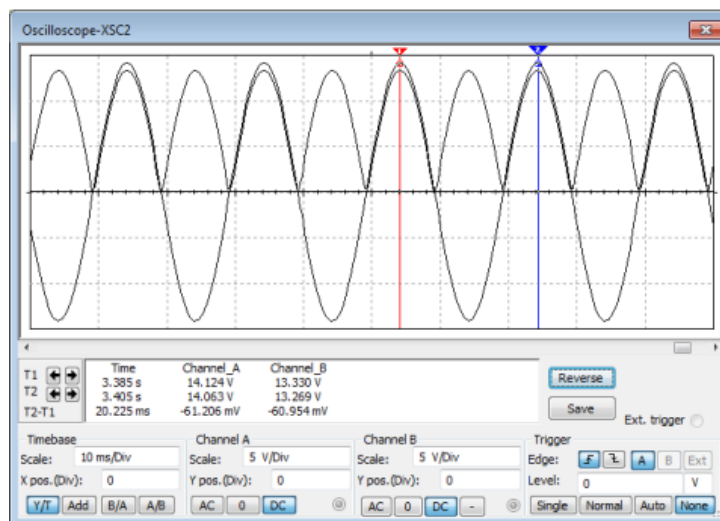 Oscilloscope-XSC2
1 2
Time Channel_A Channel_B
T1 3.385 s 14.124 V 13.330 V
T2 3.405 s 14.063 V 13.269 V
T2-T1 20.225 ms -61.206 mV -60.954 mV
Reverse
Save
Ext. trigger
Timebase Channel A Channel B Trigger
Scale: 10 ms/Div Scale: 5 V/Div Scale: 5 V/Div Edge: A B Ext
X pos.(Div): 0 Y pos.(Div): 0 Y pos.(Div): 0 Level: 0 V
Y/T Add B/A A/B AC 0 DC AC 0 DC - Single Normal Auto None